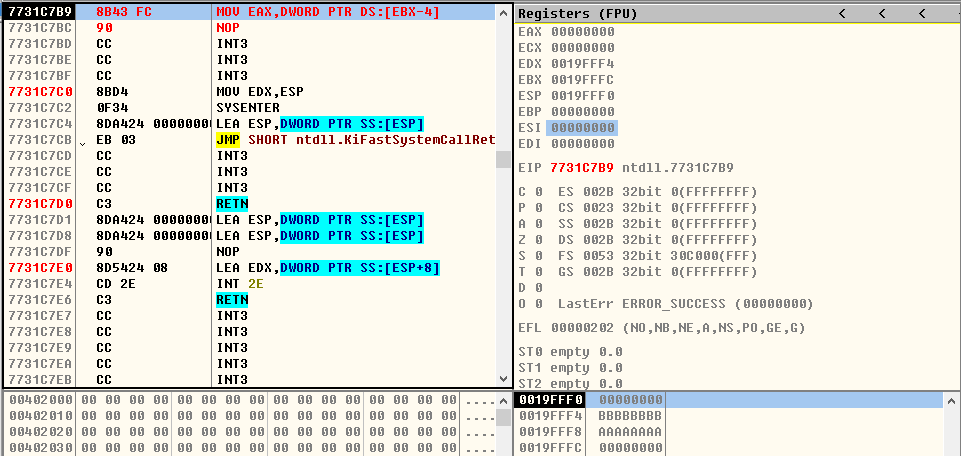 7731C7B9 8B43 FC MOV EAX,DWORD PTR DS:[EBX-4]
7731C7BC 90 NOP
7731C7BD CC INT3
7731C7BE CC INT3
7731C7BF CC INT3
7731C7C0 8BD4 MOV EDX,ESP
7731C7C2 0F34 SYSENTER
7731C7C4 8DA424 00000000 LEA ESP,DWORD PTR SS:[ESP]
7731C7CB EB 03 JMP SHORT ntdll.KiFastSystemCallRet
7731C7CD CC INT3
7731C7CE CC INT3
7731C7CF CC INT3
7731C7D0 C3 RETN
7731C7D1 8DA424 00000000 LEA ESP,DWORD PTR SS:[ESP]
7731C7D8 8DA424 00000000 LEA ESP,DWORD PTR SS:[ESP]
7731C7DF 90 NOP
7731C7E0 8D5424 08 LEA EDX,DWORD PTR SS:[ESP+8]
7731C7E4 CD 2E INT 2E
7731C7E6 C3 RETN
7731C7E7 CC INT3
7731C7E8 CC INT3
7731C7E9 CC INT3
7731C7EA CC INT3
7731C7EB CC INT3
Registers (FPU) < < <
EAX 00000000
ECX 00000000
EDX 0019FFF4
EBX 0019FFFC
ESP 0019FFF0
EBP 00000000
ESI 00000000
EDI 00000000
EIP 7731C7B9 ntdll.7731C7B9
C 0 ES 002B 32bit 0(FFFFFFFF)
P 0 CS 0023 32bit 0(FFFFFFFF)
A 0 SS 002B 32bit 0(FFFFFFFF)
Z 0 DS 002B 32bit 0(FFFFFFFF)
S 0 FS 0053 32bit 30C000(FFF)
T 0 GS 002B 32bit 0(FFFFFFFF)
D 0
O 0 LastErr ERROR_SUCCESS (00000000)
EFL 00000202 (NO,NB,NE,A,NS,PO,GE,G)
ST0 empty 0.0
ST1 empty 0.0
ST2 empty 0.0
00402000 00 00 00 00 00 00 00 00 00 00 00 00 00 00 00 00 ....
00402010 00 00 00 00 00 00 00 00 00 00 00 00 00 00 00 00 ....
00402020 00 00 00 00 00 00 00 00 00 00 00 00 00 00 00 00 ....
00402030 00 00 00 00 00 00 00 00 00 00 00 00 00 00 00 00 ....
0019FFF0 00000000
0019FFF4 BBBBBBBB
0019FFF8 AAAAAAAA
0019FFFC 00000000